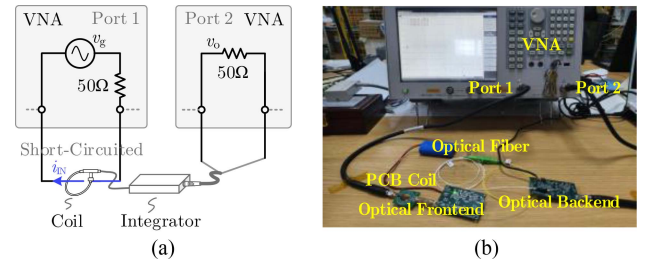 VNA Port 1
Port 2 VNA
v_g
50Ω
v_o
50Ω
Short-Circuited
i_IN
Coil
Integrator
(a)
VNA
Port 1
Port 2
Optical Fiber
PCB Coil
Optical Frontend
Optical Backend
(b)